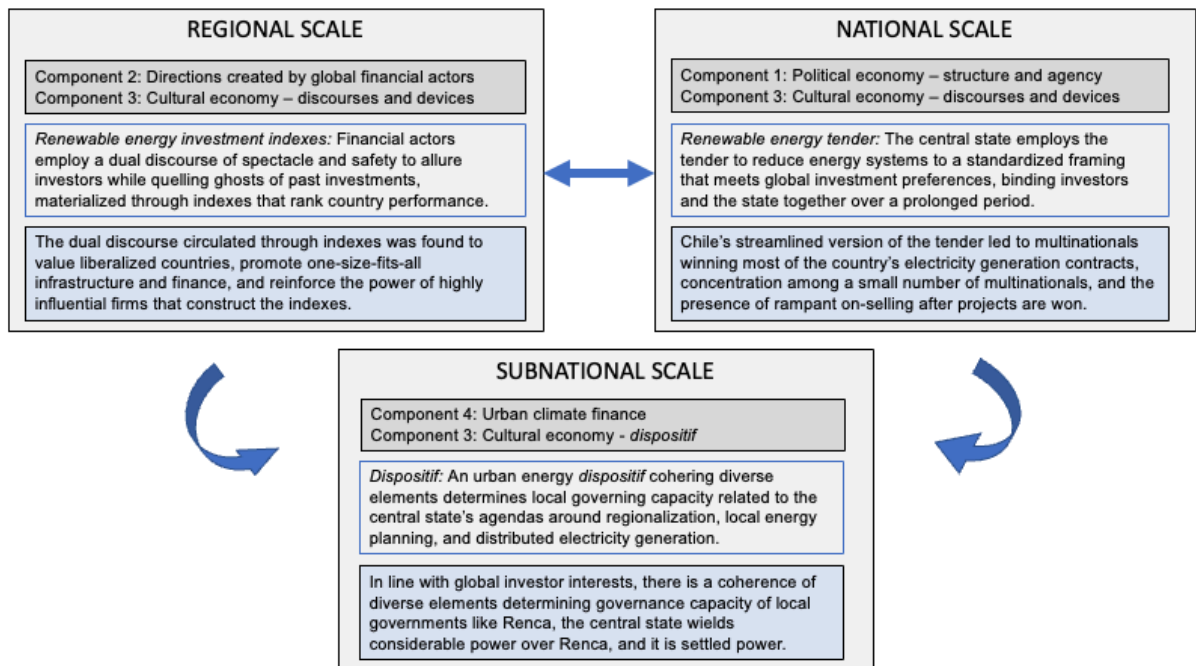 REGIONAL SCALE
Component 2: Directions created by global financial actors
Component 3: Cultural economy – discourses and devices
Renewable energy investment indexes: Financial actors
employ a dual discourse of spectacle and safety to allure
investors while quelling ghosts of past investments,
materialized through indexes that rank country performance.
The dual discourse circulated through indexes was found to
value liberalized countries, promote one-size-fits-all
infrastructure and finance, and reinforce the power of highly
influential firms that construct the indexes.
NATIONAL SCALE
Component 1: Political economy – structure and agency
Component 3: Cultural economy – discourses and devices
Renewable energy tender: The central state employs the
tender to reduce energy systems to a standardized framing
that meets global investment preferences, binding investors
and the state together over a prolonged period.
Chile's streamlined version of the tender led to multinationals
winning most of the country's electricity generation contracts,
concentration among a small number of multinationals, and the
presence of rampant on-selling after projects are won.
SUBNATIONAL SCALE
Component 4: Urban climate finance
Component 3: Cultural economy - dispositif
Dispositif: An urban energy dispositif cohering diverse
elements determines local governing capacity related to the
central state's agendas around regionalization, local energy
planning, and distributed electricity generation.
In line with global investor interests, there is a coherence of
diverse elements determining governance capacity of local
governments like Renca, the central state wields
considerable power over Renca, and it is settled power.